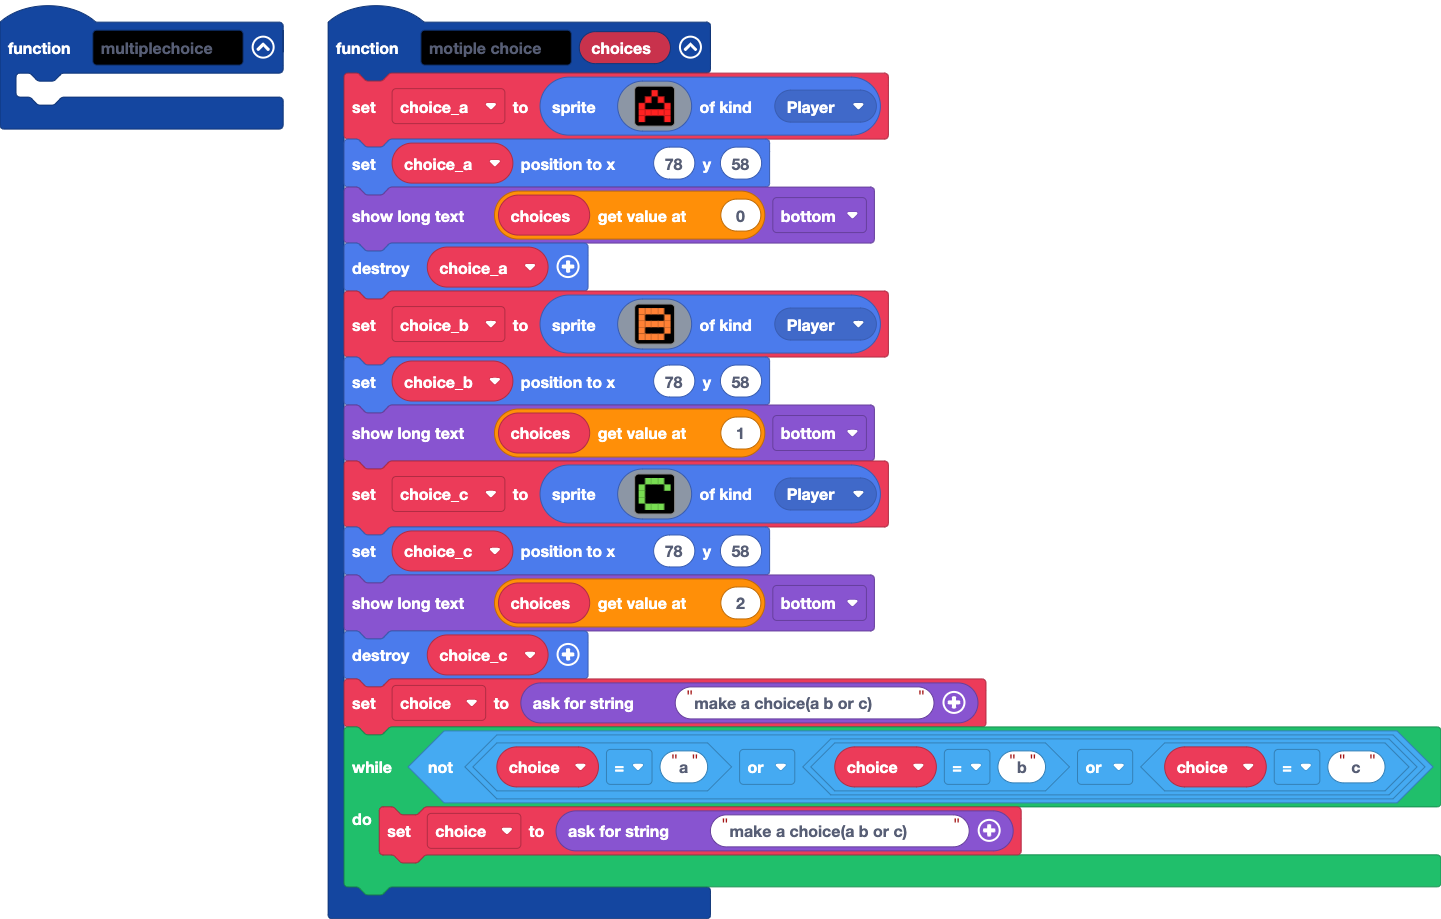 function multiplechoice
function motiple choice choices
set choice_a to sprite A of kind Player
set choice_a position to x 78 y 58
show long text choices get value at 0 bottom
destroy choice_a
set choice_b to sprite B of kind Player
set choice_b position to x 78 y 58
show long text choices get value at 1 bottom
set choice_c to sprite C of kind Player
set choice_c position to x 78 y 58
show long text choices get value at 2 bottom
destroy choice_c
set choice to ask for string "make a choice(a b or c)"
while not choice = "a" or choice = "b" or choice = "c"
do set choice to ask for string "make a choice(a b or c)"